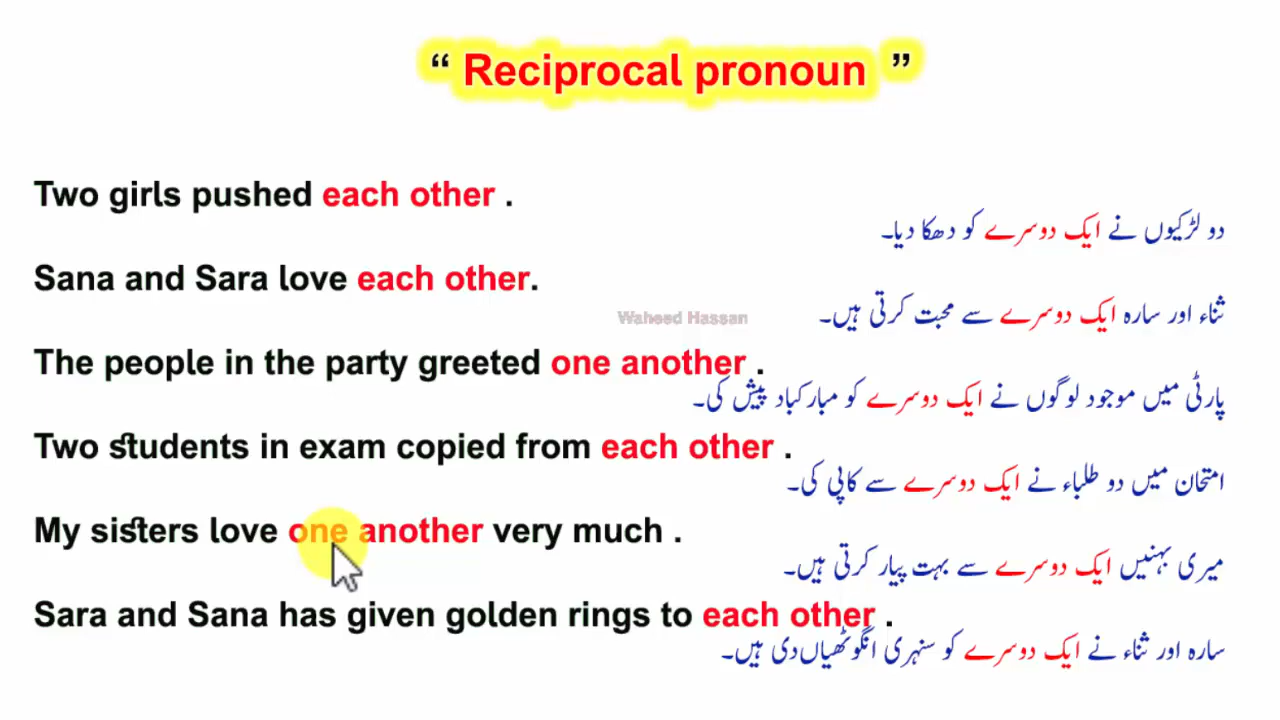 “ Reciprocal pronoun ”
Two girls pushed each other .
دو لڑکیوں نے ایک دوسرے کو دھکا دیا۔
Sana and Sara love each other.
ثناء اور سارہ ایک دوسرے سے محبت کرتی ہیں۔
Waheed Hassan
The people in the party greeted one another .
پارٹی میں موجود لوگوں نے ایک دوسرے کو مبارکباد پیش کی۔
Two students in exam copied from each other .
امتحان میں دو طلباء نے ایک دوسرے سے کاپی کی۔
My sisters love one another very much .
میری بہنیں ایک دوسرے سے بہت پیار کرتی ہیں۔
Sara and Sana has given golden rings to each other .
سارہ اور ثناء نے ایک دوسرے کو سنہری انگوٹھیاں دی ہیں۔